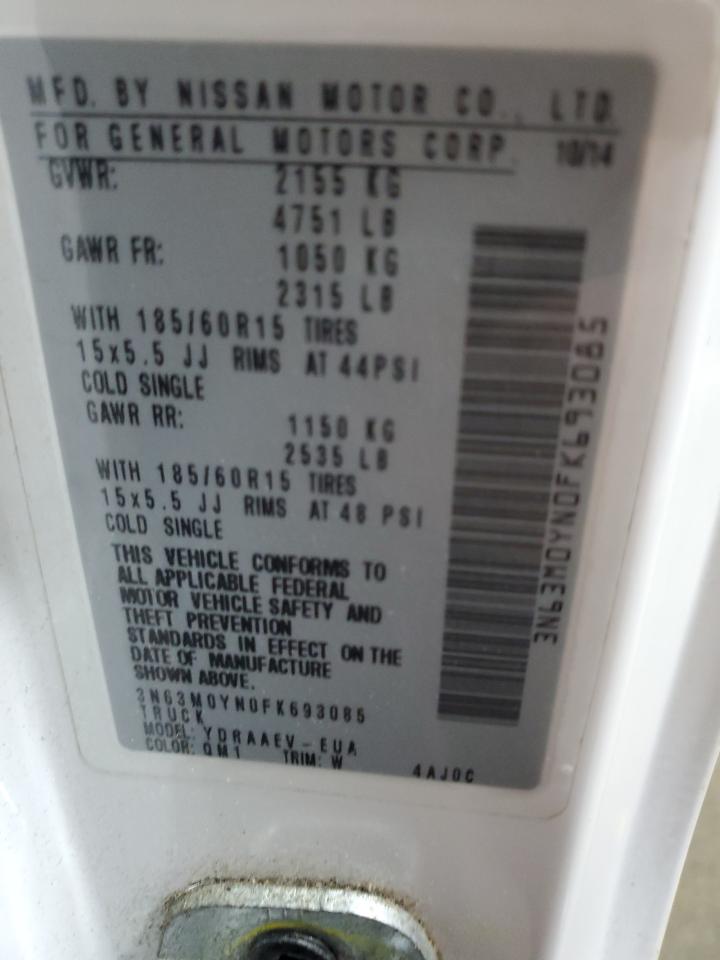 MFD. BY NISSAN MOTOR CO., LTD.
FOR GENERAL MOTORS CORP. 10/14
GVWR: 2155 KG
4751 LB
GAWR FR: 1050 KG
2315 LB
WITH 185/60R15 TIRES
15x5.5 JJ RIMS AT 44PSI
COLD SINGLE
GAWR RR: 1150 KG
2535 LB
WITH 185/60R15 TIRES
15x5.5 JJ RIMS AT 48 PSI
COLD SINGLE
THIS VEHICLE CONFORMS TO
ALL APPLICABLE FEDERAL
MOTOR VEHICLE SAFETY AND
THEFT PREVENTION
STANDARDS IN EFFECT ON THE
DATE OF MANUFACTURE
SHOWN ABOVE.
3N63M0YN0FK693085
TRUCK
MODEL: YDRAAEV-EUA
COLOR: QM1 TRIM: W 4AJ0C
3N63M0YN0FK693085